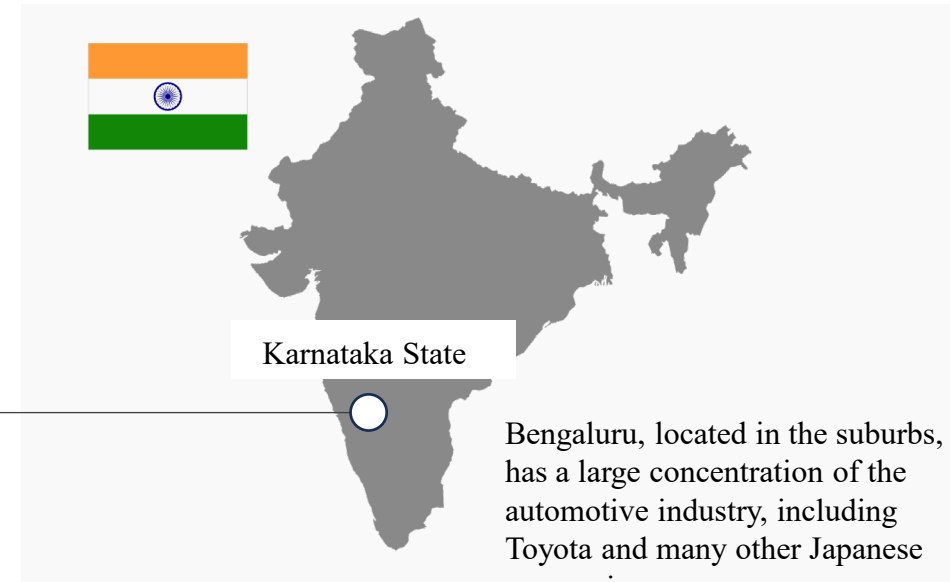 Karnataka State
Bengaluru, located in the suburbs,
has a large concentration of the
automotive industry, including
Toyota and many other Japanese